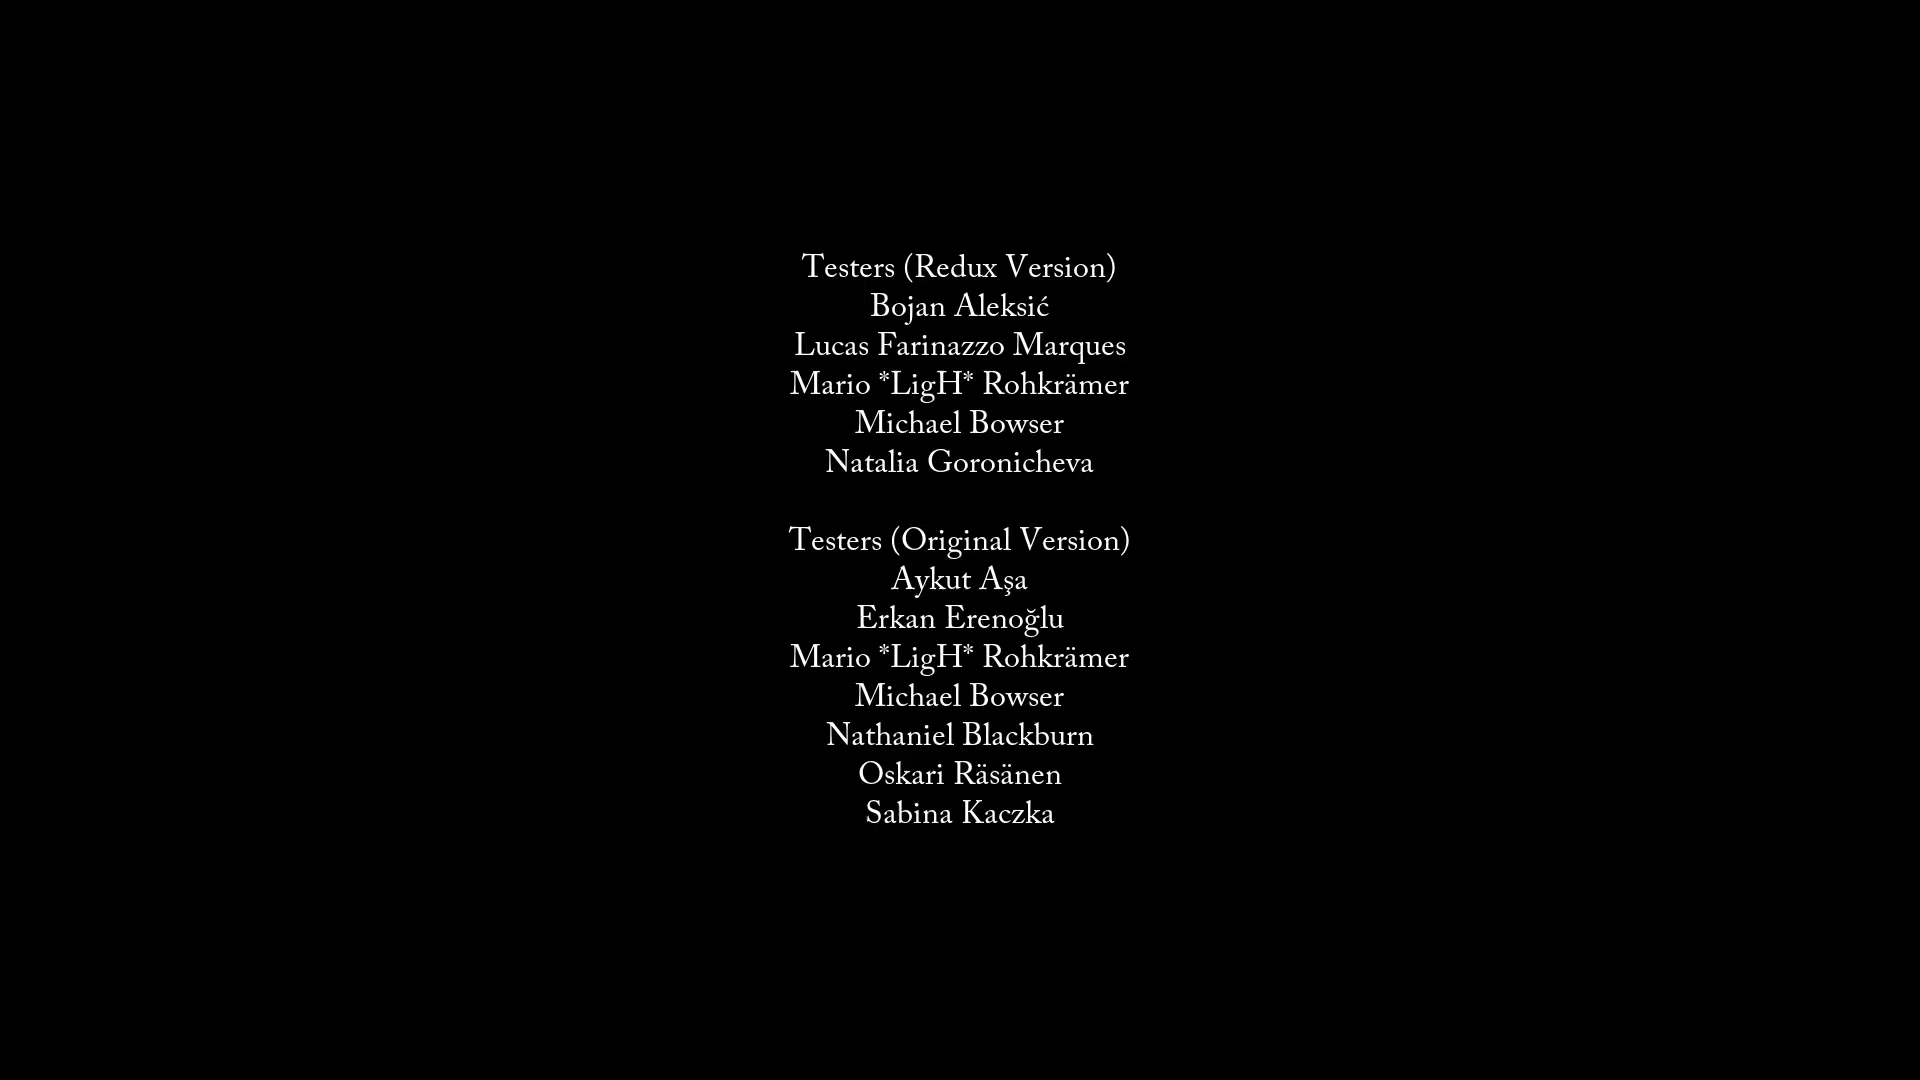 Testers (Redux Version)
Bojan Aleksić
Lucas Farinazzo Marques
Mario *LigH* Rohkrämer
Michael Bowser
Natalia Goronicheva
Testers (Original Version)
Aykut Aşa
Erkan Erenoğlu
Mario *LigH* Rohkrämer
Michael Bowser
Nathaniel Blackburn
Oskari Räsänen
Sabina Kaczka